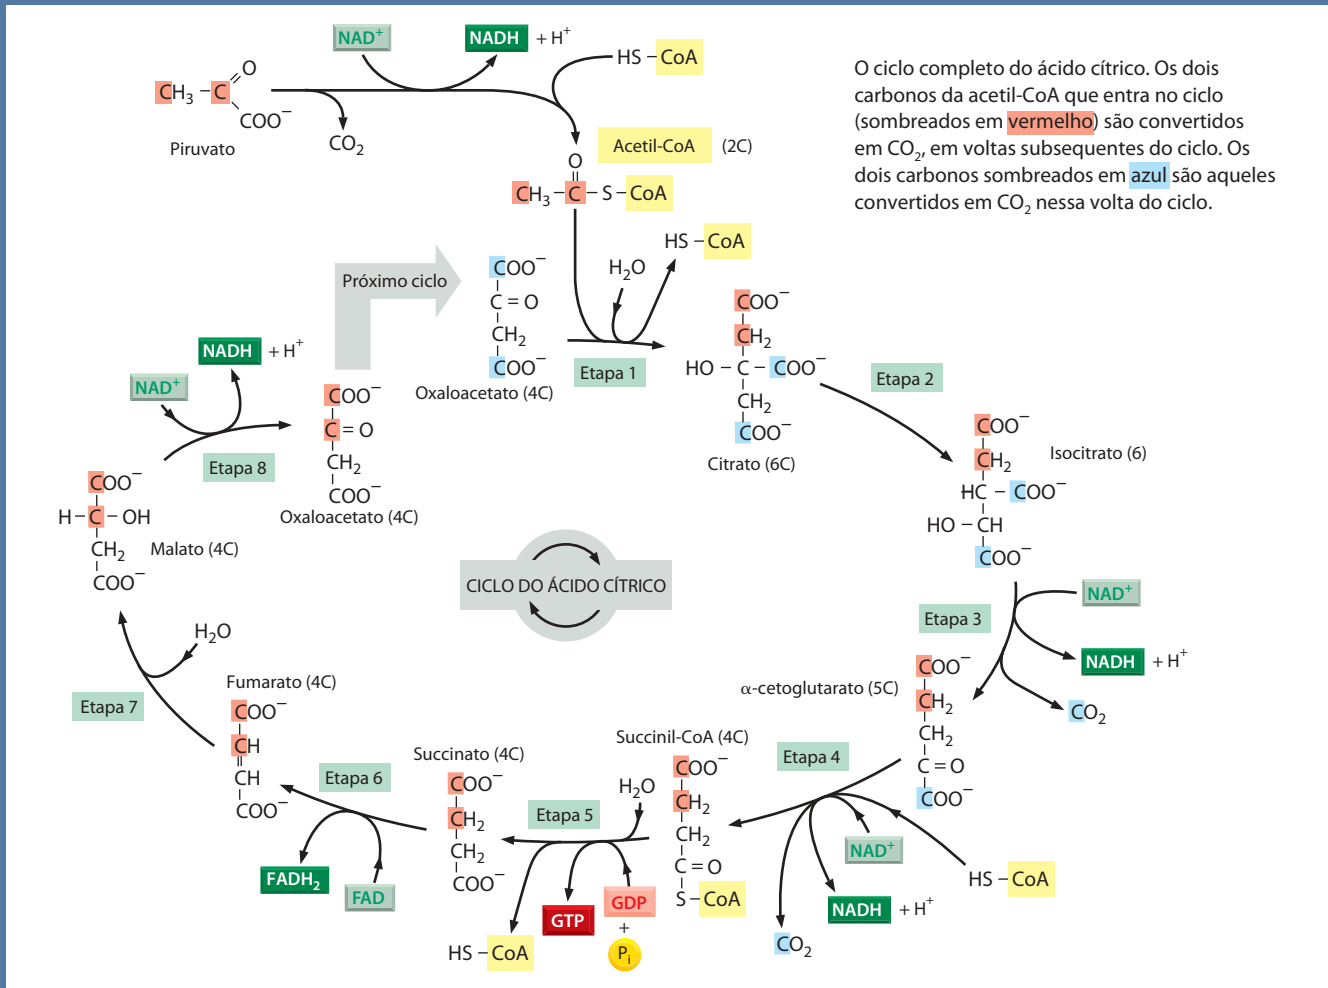 NAD⁺
NADH + H⁺
HS – CoA
CH₃ – C
O
COO⁻
Piruvato
CO₂
Acetil-CoA (2C)
O
CH₃ – C – S – CoA
O ciclo completo do ácido cítrico. Os dois
carbonos da acetil-CoA que entra no ciclo
(sombreados em vermelho) são convertidos
em CO₂, em voltas subsequentes do ciclo. Os
dois carbonos sombreados em azul são aqueles
convertidos em CO₂ nessa volta do ciclo.
Próximo ciclo
COO⁻
C = O
CH₂
COO⁻
Oxaloacetato (4C)
H₂O
HS – CoA
Etapa 1
COO⁻
CH₂
HO – C – COO⁻
CH₂
COO⁻
Citrato (6C)
Etapa 2
COO⁻
CH₂
HC – COO⁻
HO – CH
COO⁻
Isocitrato (6)
Etapa 3
NAD⁺
NADH + H⁺
CO₂
COO⁻
CH₂
CH₂
C = O
COO⁻
α-cetoglutarato (5C)
Etapa 4
HS – CoA
NAD⁺
NADH + H⁺
CO₂
Succinil-CoA (4C)
COO⁻
CH₂
CH₂
C = O
S – CoA
H₂O
Etapa 5
GDP
+
Pᵢ
GTP
HS – CoA
Succinato (4C)
COO⁻
CH₂
CH₂
COO⁻
Etapa 6
FAD
FADH₂
Fumarato (4C)
COO⁻
CH
CH
COO⁻
Etapa 7
H₂O
COO⁻
H – C – OH
CH₂
COO⁻
Malato (4C)
Etapa 8
NAD⁺
NADH + H⁺
COO⁻
C = O
CH₂
COO⁻
Oxaloacetato (4C)
CICLO DO ÁCIDO CÍTRICO